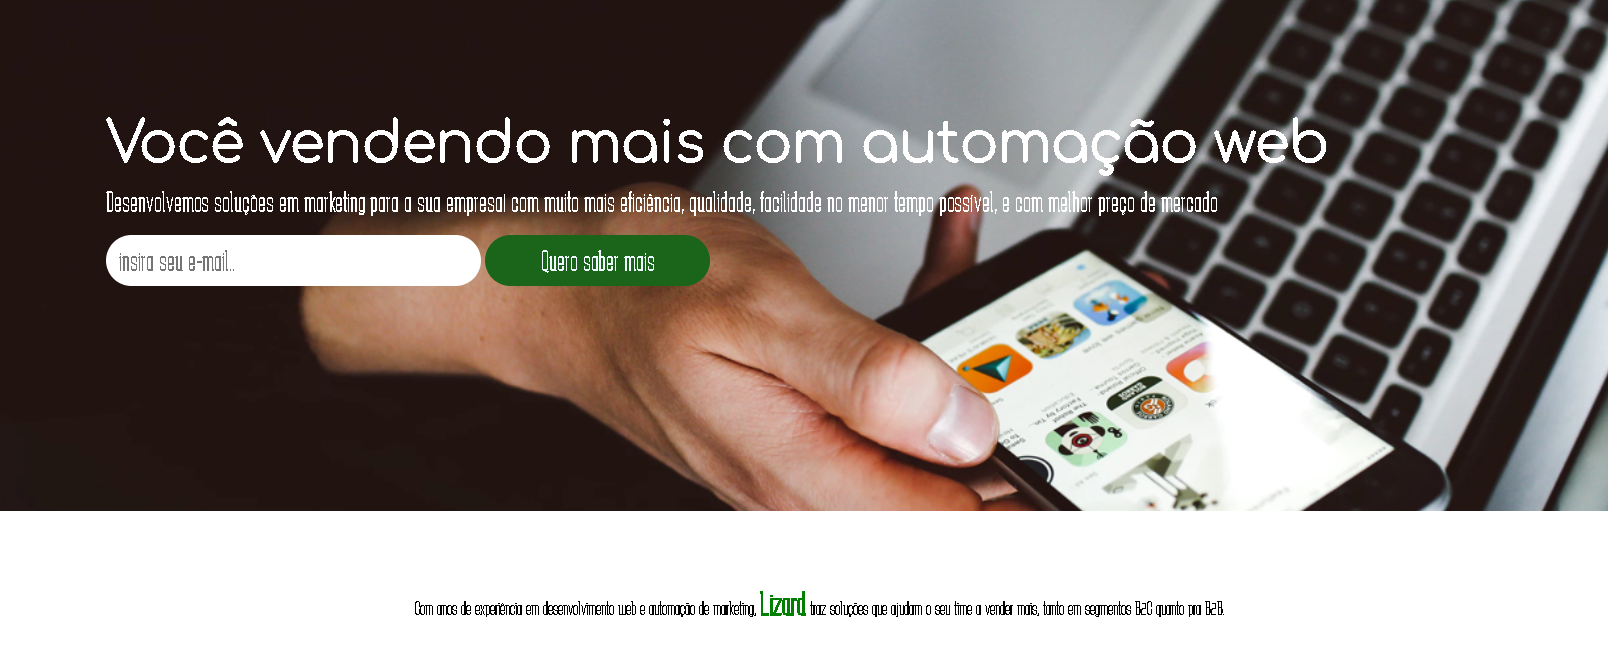 Você vendendo mais com automação web
Desenvolvemos soluções em marketing para a sua empresa! com muito mais eficiência, qualidade, facilidade no menor tempo possível, e com melhor preço de mercado
insira seu e-mail..
Quero saber mais
Com anos de experiência em desenvolvimento web e automação de marketing, Lizard traz soluções que ajudam o seu time a vender mais, tanto em segmentos B2C quanto pra B2B.